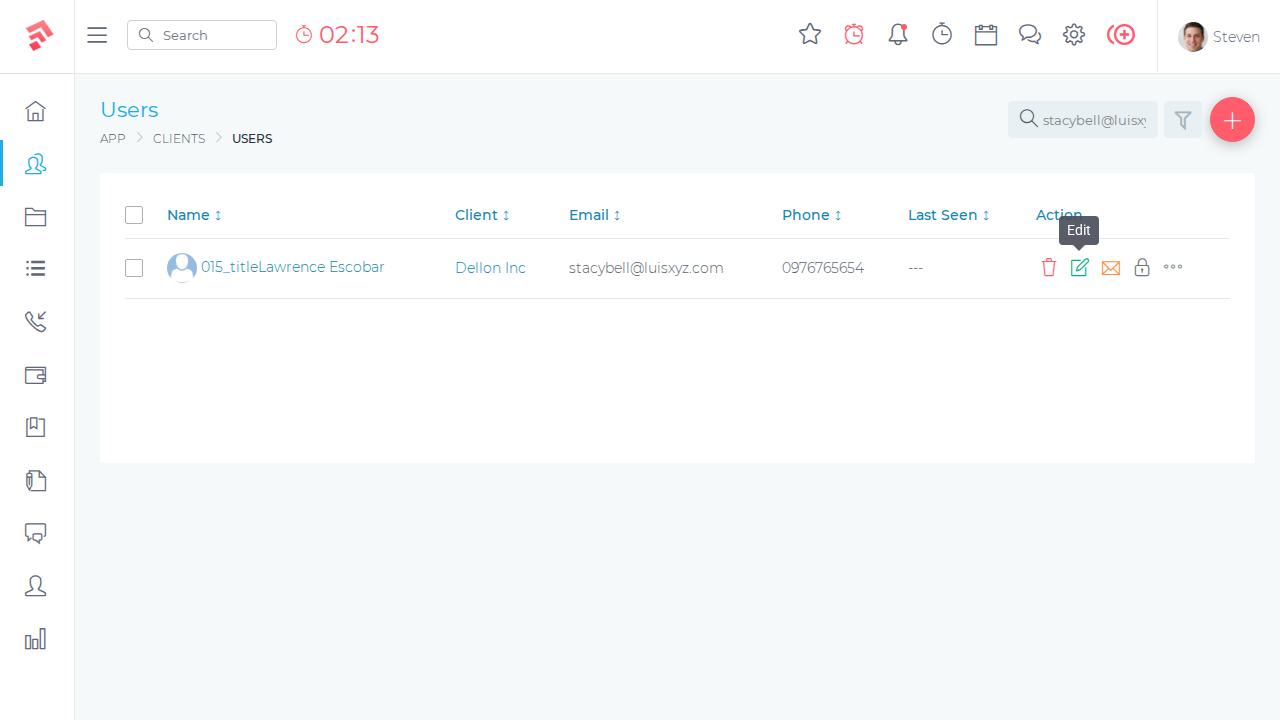 Search
02:13
Steven
Users
APP
CLIENTS
USERS
stacybell@luisxy
Name ↕
Client ↕
Email ↕
Phone ↕
Last Seen ↕
Action
Edit
015_titleLawrence Escobar
Dellon Inc
stacybell@luisxyz.com
0976765654
---